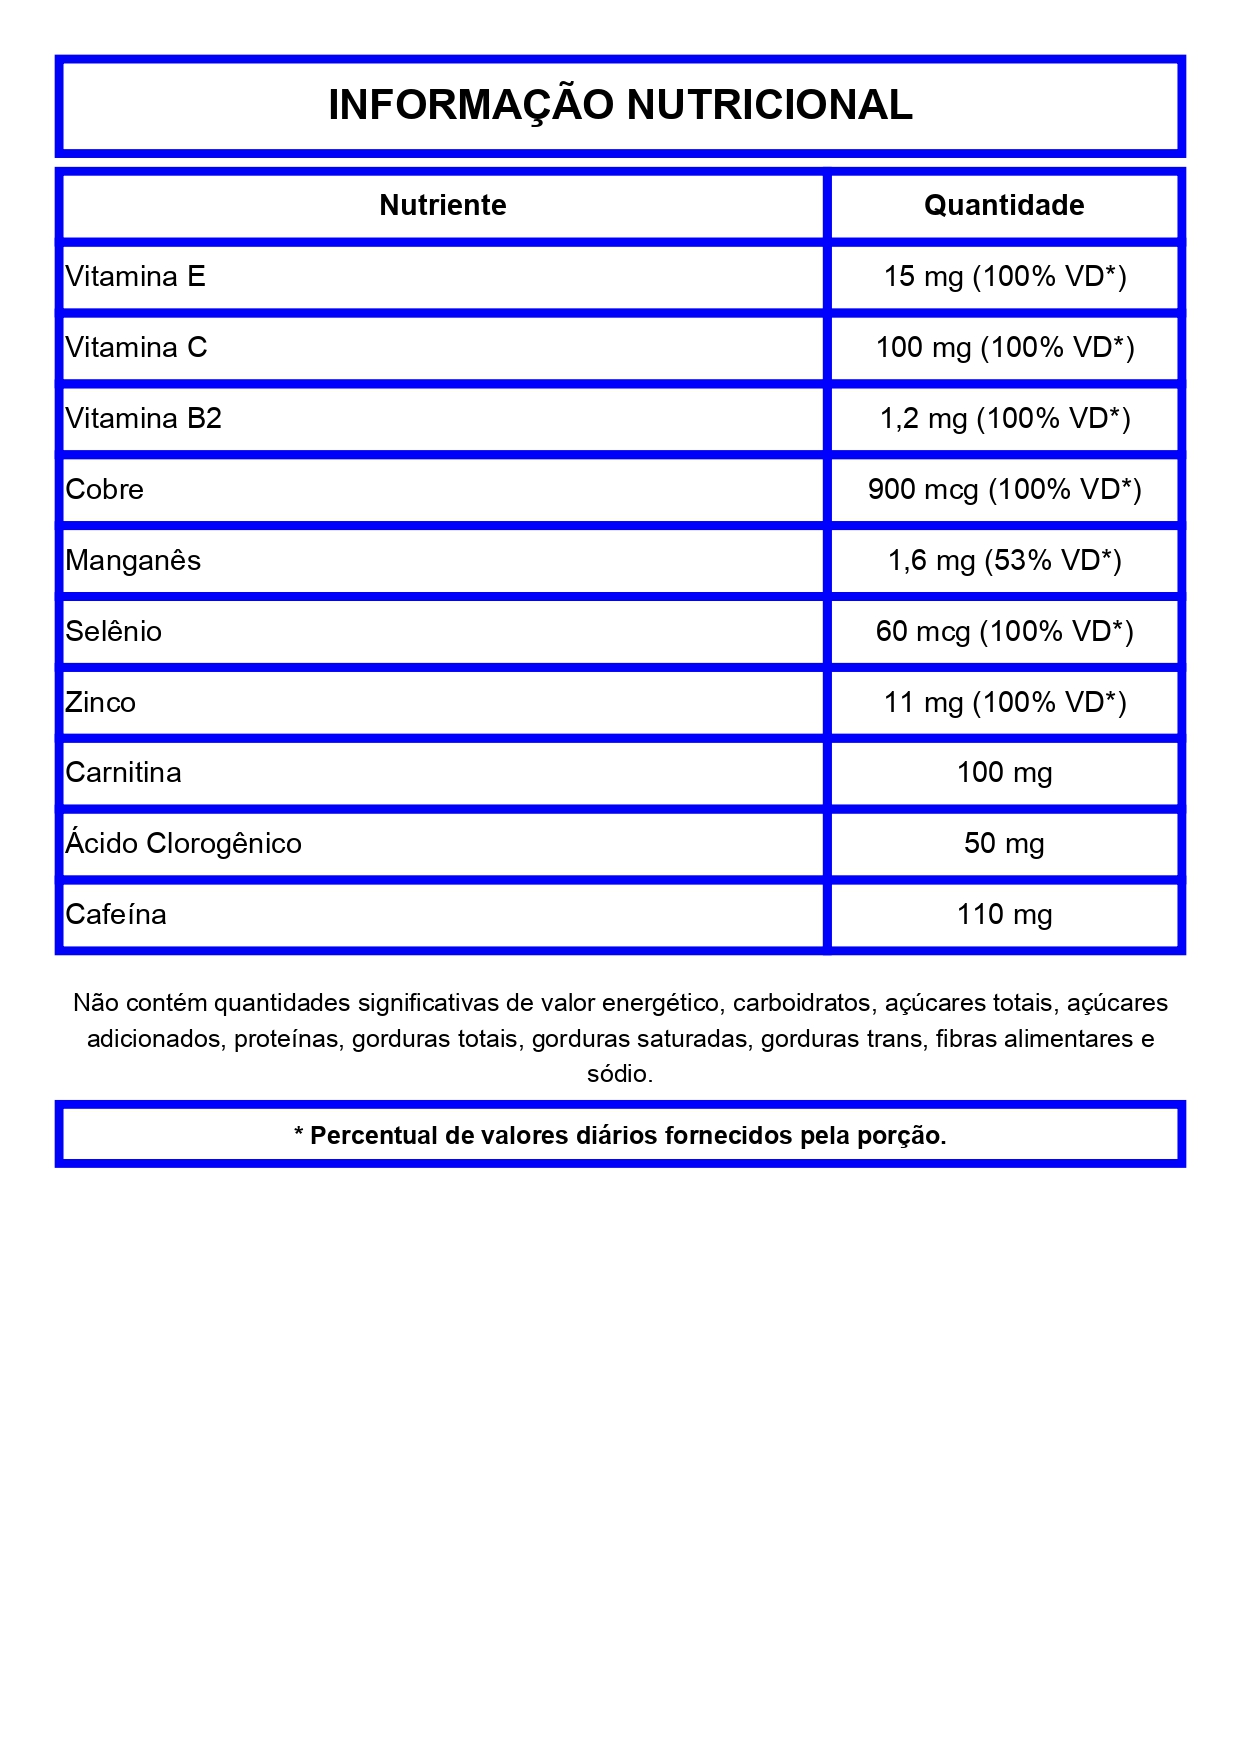 INFORMAÇÃO NUTRICIONAL
Nutriente Quantidade
Vitamina E 15 mg (100% VD*)
Vitamina C 100 mg (100% VD*)
Vitamina B2 1,2 mg (100% VD*)
Cobre 900 mcg (100% VD*)
Manganês 1,6 mg (53% VD*)
Selênio 60 mcg (100% VD*)
Zinco 11 mg (100% VD*)
Carnitina 100 mg
Ácido Clorogênico 50 mg
Cafeína 110 mg
Não contém quantidades significativas de valor energético, carboidratos, açúcares totais, açúcares
adicionados, proteínas, gorduras totais, gorduras saturadas, gorduras trans, fibras alimentares e
sódio.
* Percentual de valores diários fornecidos pela porção.